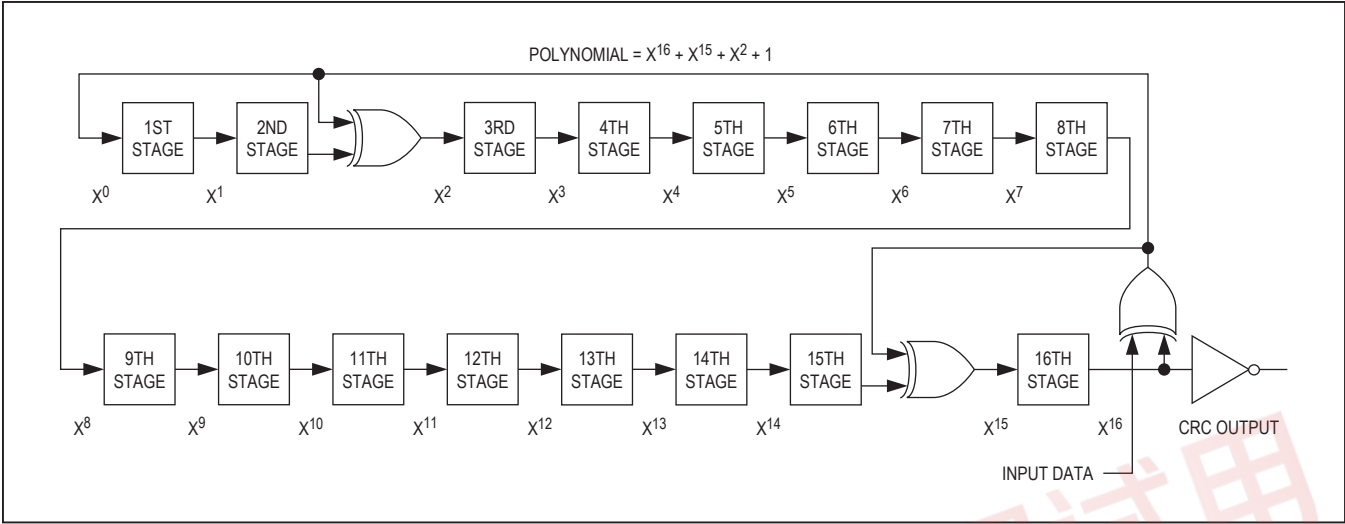 POLYNOMIAL = X16 + X15 + X2 + 1
1ST STAGE
2ND STAGE
3RD STAGE
4TH STAGE
5TH STAGE
6TH STAGE
7TH STAGE
8TH STAGE
X0
X1
X2
X3
X4
X5
X6
X7
9TH STAGE
10TH STAGE
11TH STAGE
12TH STAGE
13TH STAGE
14TH STAGE
15TH STAGE
16TH STAGE
X8
X9
X10
X11
X12
X13
X14
X15
X16
CRC OUTPUT
INPUT DATA
试用